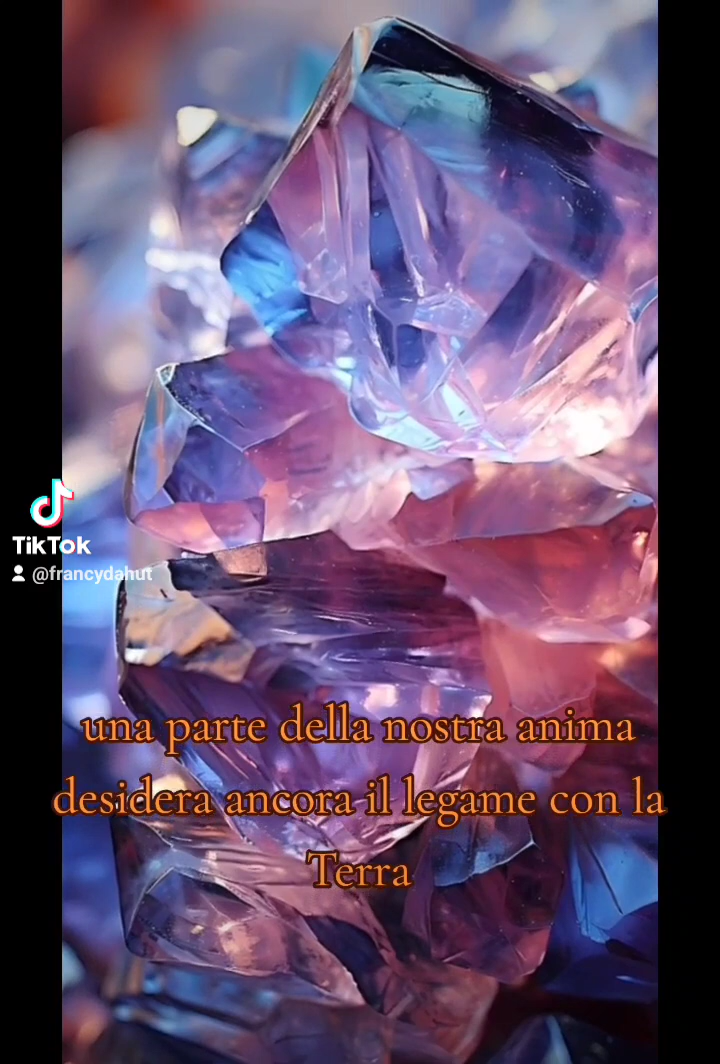 TikTok
@francydahut
una parte della nostra anima
desidera ancora il legame con la
Terra